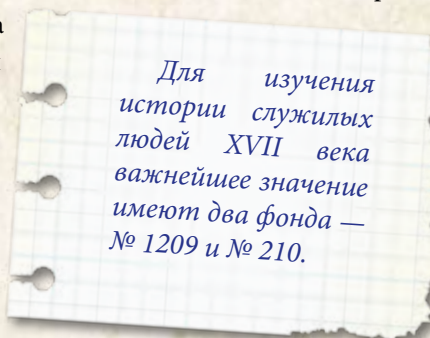 а
Для изучения
истории служилых
людей XVII века
важнейшее значение
имеют два фонда —
№ 1209 и № 210.